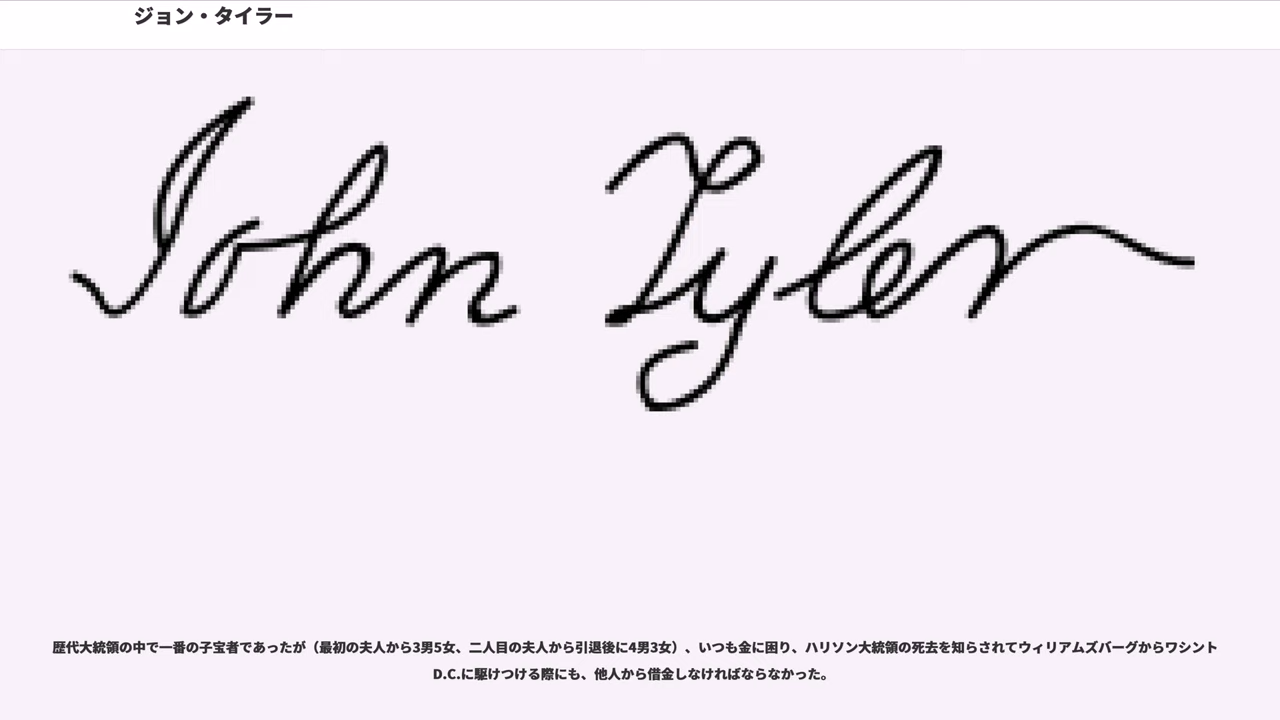 ジョン・タイラー
John Tyler
歴代大統領の中で一番の子宝者であったが（最初の夫人から3男5女、二人目の夫人から引退後に4男3女）、いつも金に困り、ハリソン大統領の死去を知らされてウィリアムズバーグからワシント
D.C.に駆けつける際にも、他人から借金しなければならなかった。